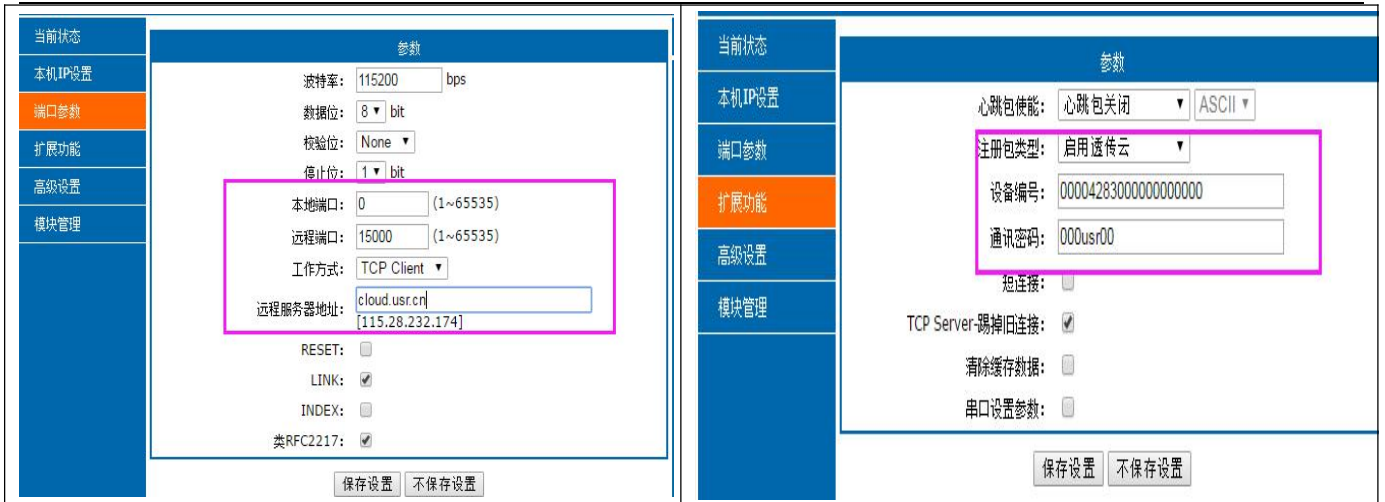 当前状态
本机IP设置
端口参数
扩展功能
高级设置
模块管理
参数
波特率: 115200 bps
数据位: 8 bit
校验位: None
停止位: 1 bit
本地端口: 0 (1~65535)
远程端口: 15000 (1~65535)
工作方式: TCP Client
远程服务器地址: cloud.usr.cn
[115.28.232.174]
RESET:
LINK:
INDEX:
类RFC2217:
保存设置 不保存设置
当前状态
本机IP设置
端口参数
扩展功能
高级设置
模块管理
参数
心跳包使能: 心跳包关闭 ASCII
注册包类型: 启用透传云
设备编号: 00004283000000000000
通讯密码: 000usr00
短连接:
TCP Server-踢掉旧连接:
清除缓存数据:
串口设置参数:
保存设置 不保存设置